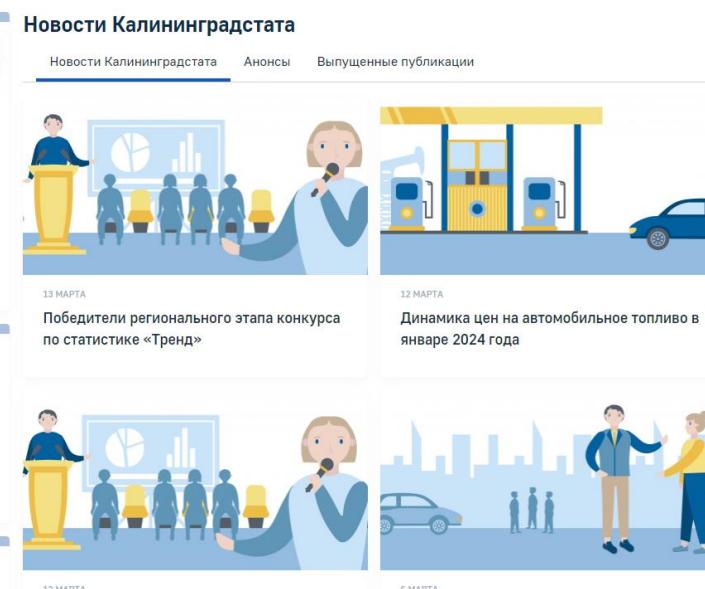 Новости Калининградстата
Новости Калининградстата Анонсы Выпущенные публикации
13 МАРТА
Победители регионального этапа конкурса
по статистике «Тренд»
12 МАРТА
Динамика цен на автомобильное топливо в
январе 2024 года